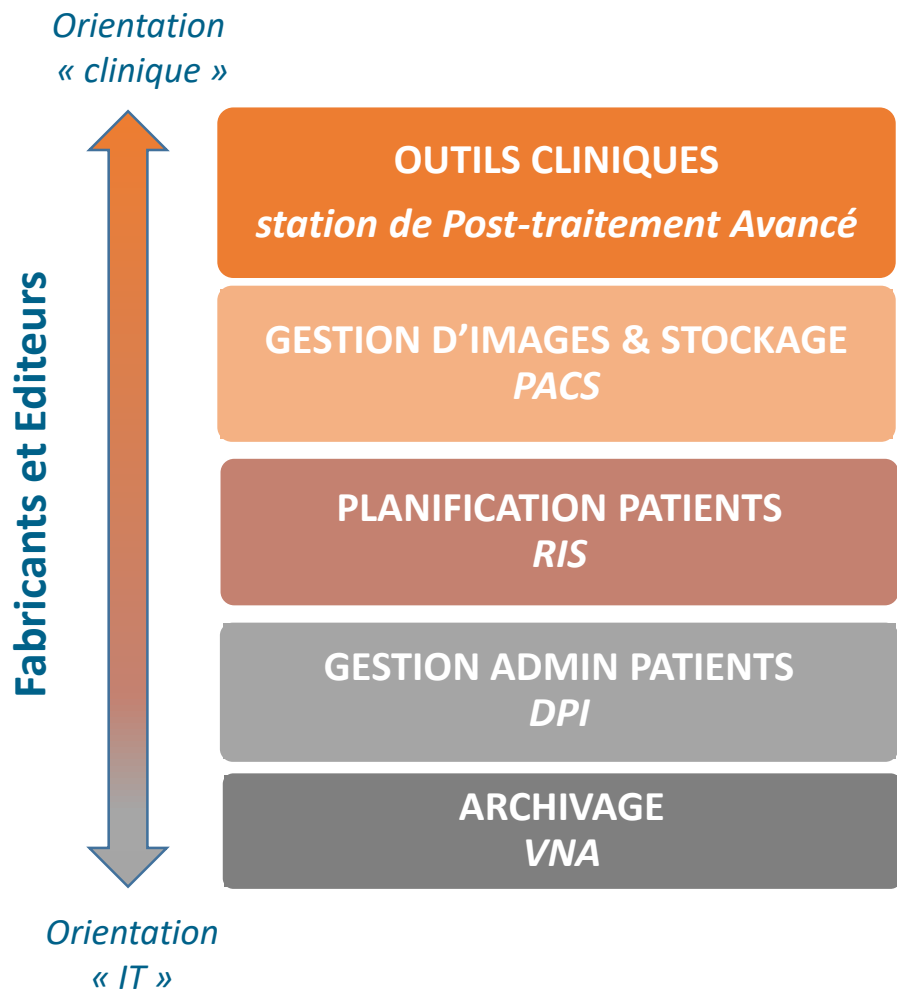 Orientation
« clinique »
Fabricants et Editeurs
OUTILS CLINIQUES
station de Post-traitement Avancé
GESTION D’IMAGES & STOCKAGE
PACS
PLANIFICATION PATIENTS
RIS
GESTION ADMIN PATIENTS
DPI
ARCHIVAGE
VNA
Orientation
« IT »